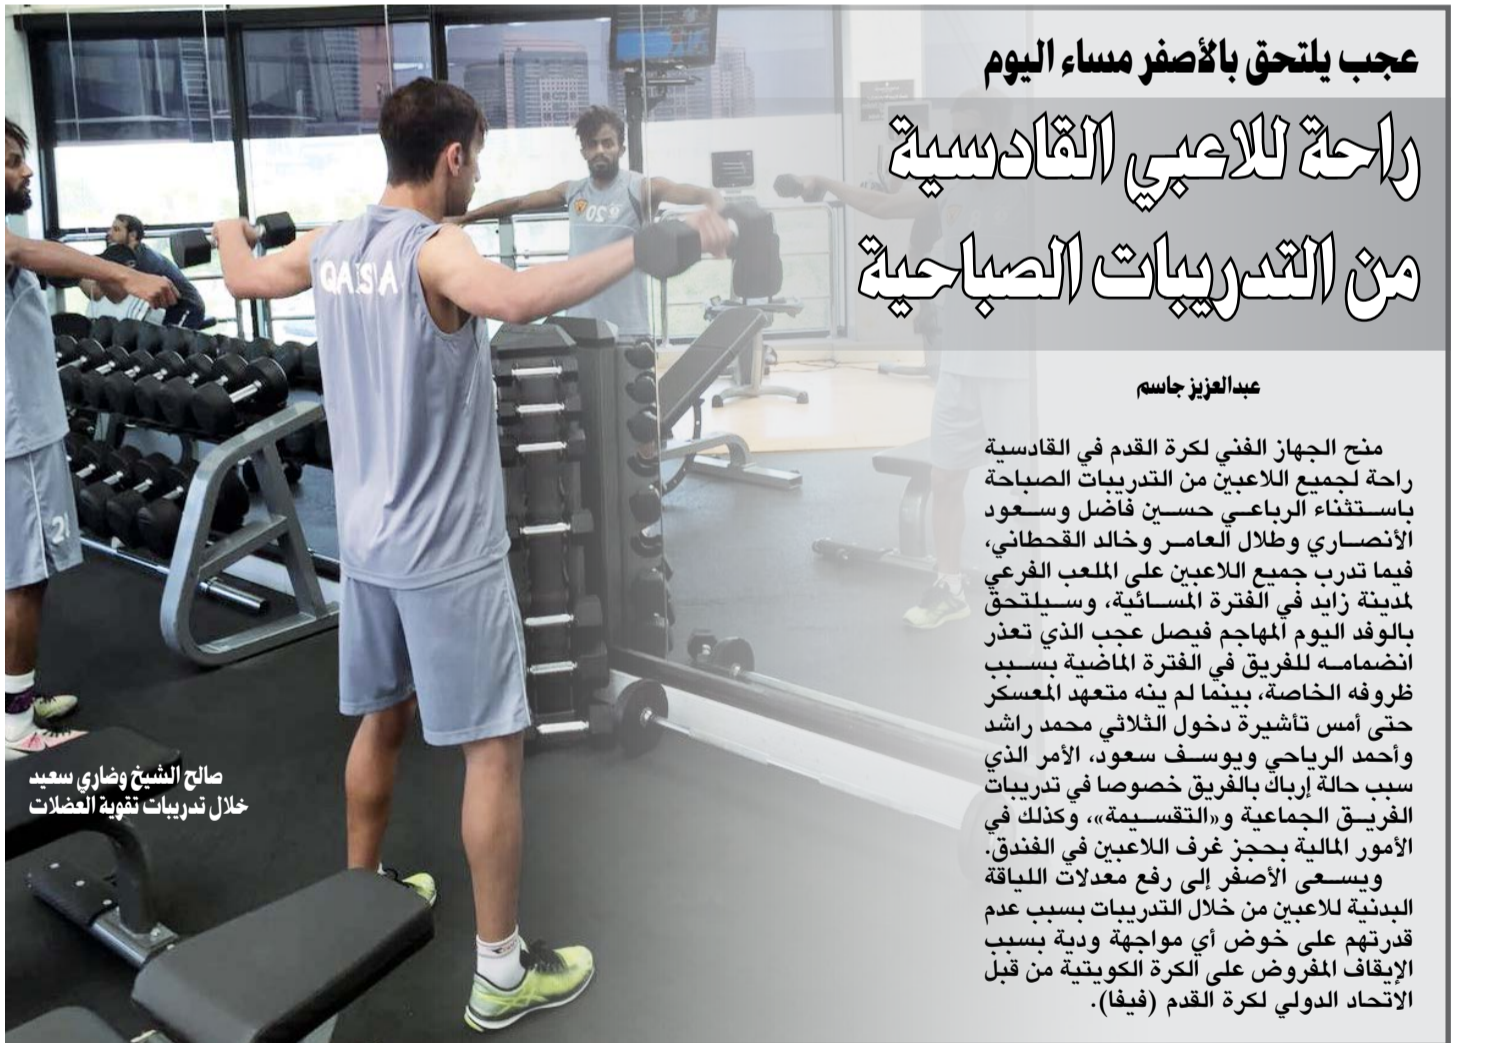 عجب يلتحق بالأصفر مساء اليوم
راحة للاعبي القادسية
من التدريبات الصباحية
عبدالعزيز جاسم
منح الجهاز الفني لكرة القدم في القادسية
راحة لجميع اللاعبين من التدريبات الصباحة
باستثناء الرباعي حسين فاضل وسعود
الأنصاري وطلال العامر وخالد القحطاني،
فيما تدرب جميع اللاعبين على الملعب الفرعي
لمدينة زايد في الفترة المسائية، وسيلتحق
بالوفد اليوم المهاجم فيصل عجب الذي تعذر
انضمامه للفريق في الفترة الماضية بسبب
ظروفه الخاصة، بينما لم ينه متعهد المعسكر
حتى أمس تأشيرة دخول الثلاثي محمد راشد
وأحمد الرياحي ويوسف سعود، الأمر الذي
سبب حالة إرباك بالفريق خصوصا في تدريبات
الفريق الجماعية و«التقسيمة»، وكذلك في
الأمور المالية بحجز غرف اللاعبين في الفندق.
ويسعى الأصفر إلى رفع معدلات اللياقة
البدنية للاعبين من خلال التدريبات بسبب عدم
قدرتهم على خوض أي مواجهة ودية بسبب
الإيقاف المفروض على الكرة الكويتية من قبل
الاتحاد الدولي لكرة القدم (فيفا).
صالح الشيخ وضاري سعيد
خلال تدريبات تقوية العضلات
20
21